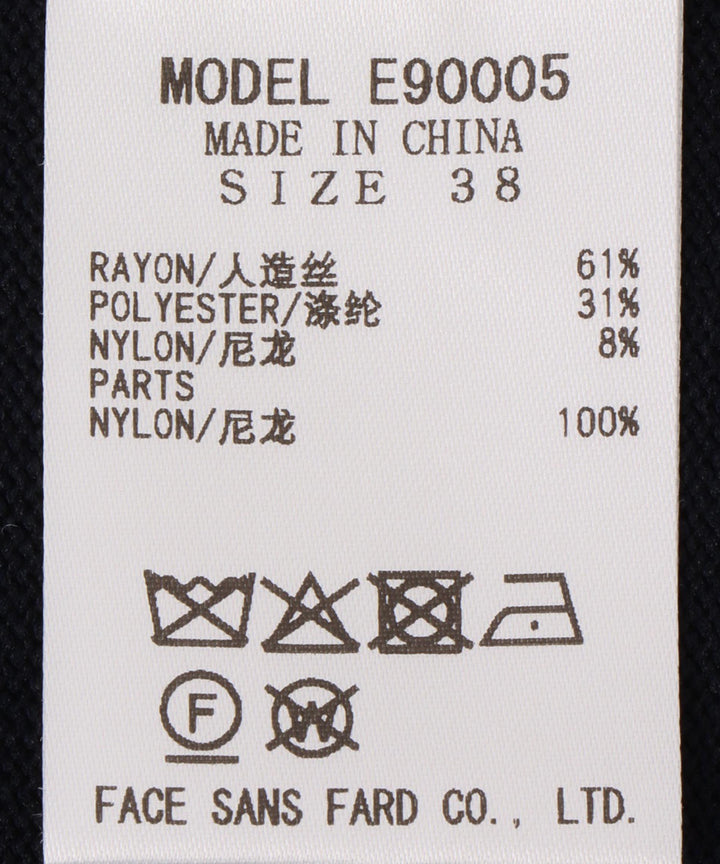 MODEL E90005
MADE IN CHINA
SIZE 38
RAYON/人造丝 61%
POLYESTER/涤纶 31%
NYLON/尼龙 8%
PARTS
NYLON/尼龙 100%
F W
FACE SANS FARD CO., LTD.